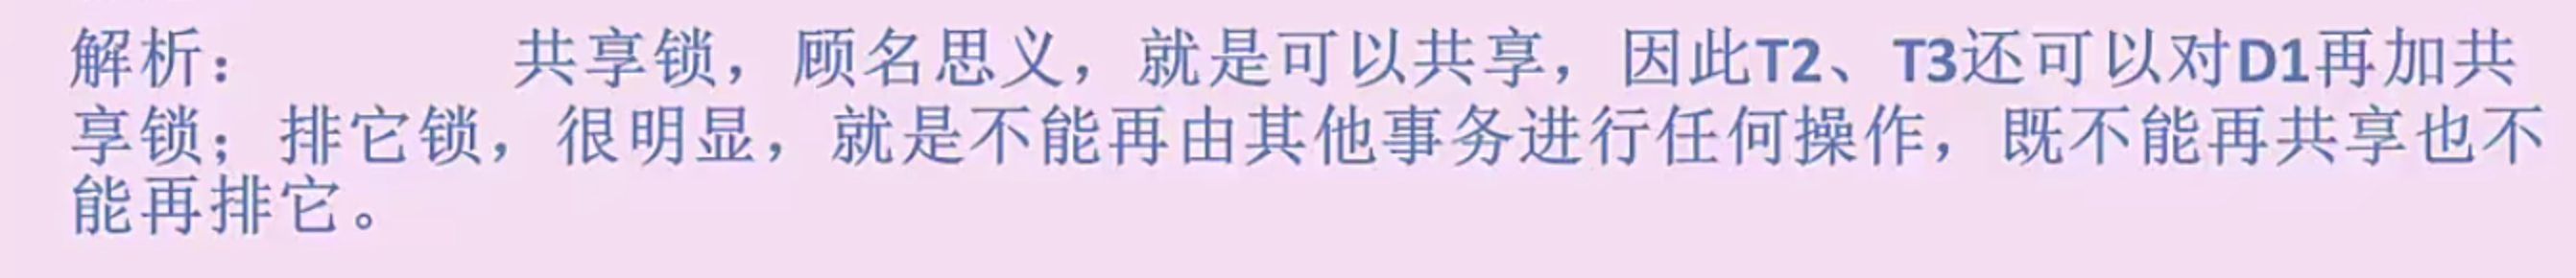 解析： 共享锁，顾名思义，就是可以共享，因此T2、T3还可以对D1再加共
享锁；排它锁，很明显，就是不能再由其他事务进行任何操作，既不能再共享也不
能再排它。